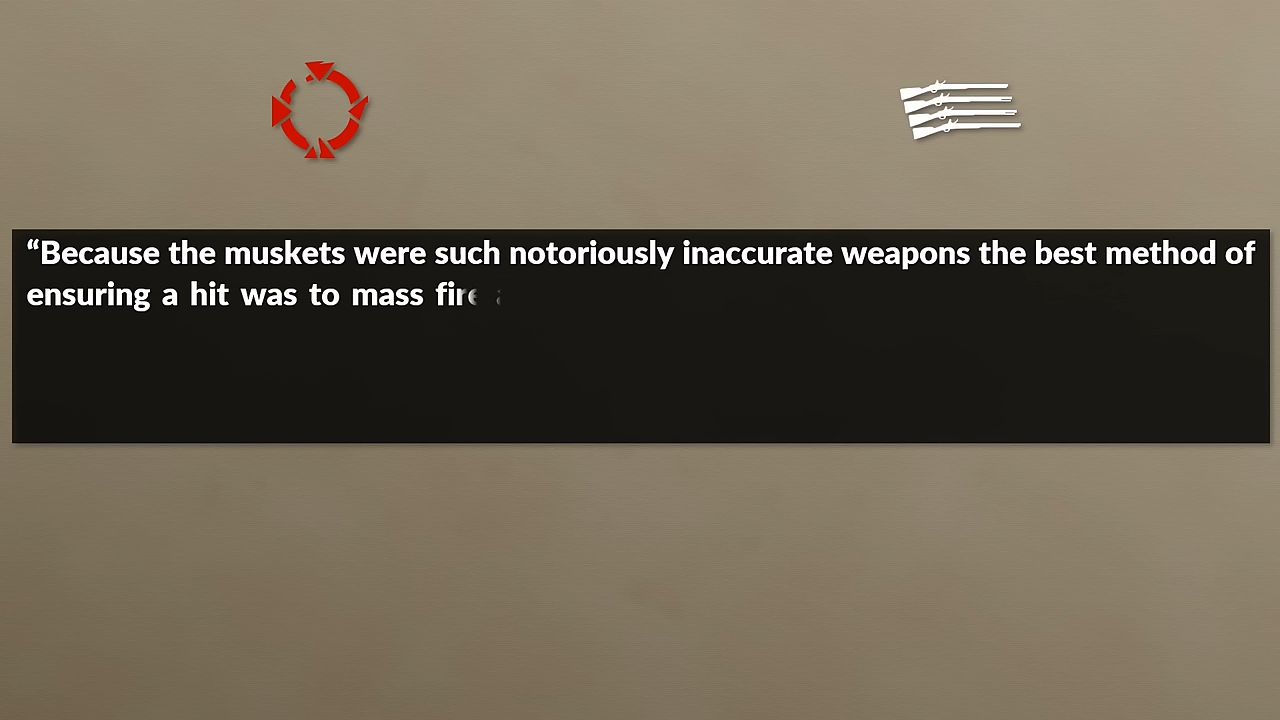 “Because the muskets were such notoriously inaccurate weapons the best method of
ensuring a hit was to mass fire